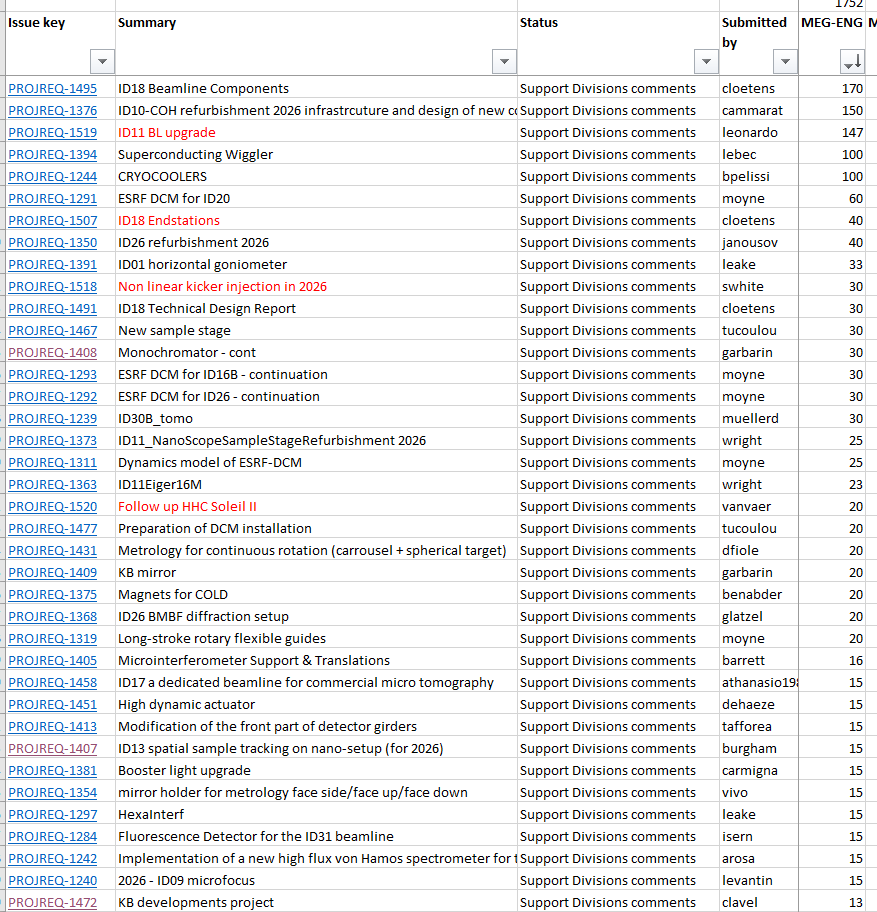 1752
Issue key Summary Status Submitted by MEG-ENG M
PROJREQ-1495 ID18 Beamline Components Support Divisions comments cloetens 170
PROJREQ-1376 ID10-COH refurbishment 2026 infrastrcuture and design of new co Support Divisions comments cammarat 150
PROJREQ-1519 ID11 BL upgrade Support Divisions comments leonardo 147
PROJREQ-1394 Superconducting Wiggler Support Divisions comments lebec 100
PROJREQ-1244 CRYOCOOLERS Support Divisions comments bpelissi 100
PROJREQ-1291 ESRF DCM for ID20 Support Divisions comments moyne 60
PROJREQ-1507 ID18 Endstations Support Divisions comments cloetens 40
PROJREQ-1350 ID26 refurbishment 2026 Support Divisions comments janousov 40
PROJREQ-1391 ID01 horizontal goniometer Support Divisions comments leake 33
PROJREQ-1518 Non linear kicker injection in 2026 Support Divisions comments swhite 30
PROJREQ-1491 ID18 Technical Design Report Support Divisions comments cloetens 30
PROJREQ-1467 New sample stage Support Divisions comments tucoulou 30
PROJREQ-1408 Monochromator - cont Support Divisions comments garbarin 30
PROJREQ-1293 ESRF DCM for ID16B - continuation Support Divisions comments moyne 30
PROJREQ-1292 ESRF DCM for ID26 - continuation Support Divisions comments moyne 30
PROJREQ-1239 ID30B_tomo Support Divisions comments muellerd 30
PROJREQ-1373 ID11_NanoScopeSampleStageRefurbishment 2026 Support Divisions comments wright 25
PROJREQ-1311 Dynamics model of ESRF-DCM Support Divisions comments moyne 25
PROJREQ-1363 ID11Eiger16M Support Divisions comments wright 23
PROJREQ-1520 Follow up HHC Soleil II Support Divisions comments vanvaer 20
PROJREQ-1477 Preparation of DCM installation Support Divisions comments tucoulou 20
PROJREQ-1431 Metrology for continuous rotation (carrousel + spherical target) Support Divisions comments dfiole 20
PROJREQ-1409 KB mirror Support Divisions comments garbarin 20
PROJREQ-1375 Magnets for COLD Support Divisions comments benabder 20
PROJREQ-1368 ID26 BMBF diffraction setup Support Divisions comments glatzel 20
PROJREQ-1319 Long-stroke rotary flexible guides Support Divisions comments moyne 20
PROJREQ-1405 Microinterferometer Support & Translations Support Divisions comments barrett 16
PROJREQ-1458 ID17 a dedicated beamline for commercial micro tomography Support Divisions comments athanasio198 15
PROJREQ-1451 High dynamic actuator Support Divisions comments dehaeze 15
PROJREQ-1413 Modification of the front part of detector girders Support Divisions comments tafforea 15
PROJREQ-1407 ID13 spatial sample tracking on nano-setup (for 2026) Support Divisions comments burgham 15
PROJREQ-1381 Booster light upgrade Support Divisions comments carmigna 15
PROJREQ-1354 mirror holder for metrology face side/face up/face down Support Divisions comments vivo 15
PROJREQ-1297 HexaInterf Support Divisions comments leake 15
PROJREQ-1284 Fluorescence Detector for the ID31 beamline Support Divisions comments isern 15
PROJREQ-1242 Implementation of a new high flux von Hamos spectrometer for t Support Divisions comments arosa 15
PROJREQ-1240 2026 - ID09 microfocus Support Divisions comments levantin 15
PROJREQ-1472 KB developments project Support Divisions comments clavel 13